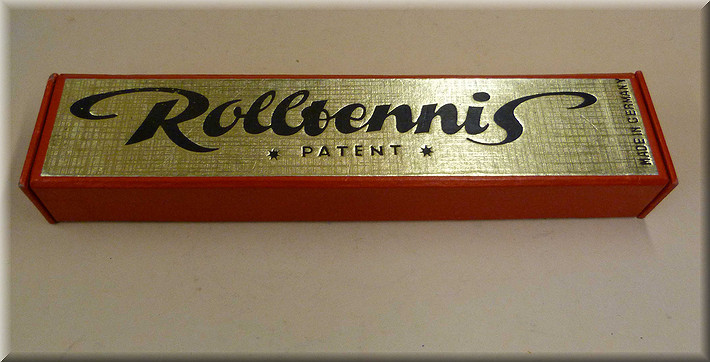 Rolltennis
* PATENT *
MADE IN GERMANY